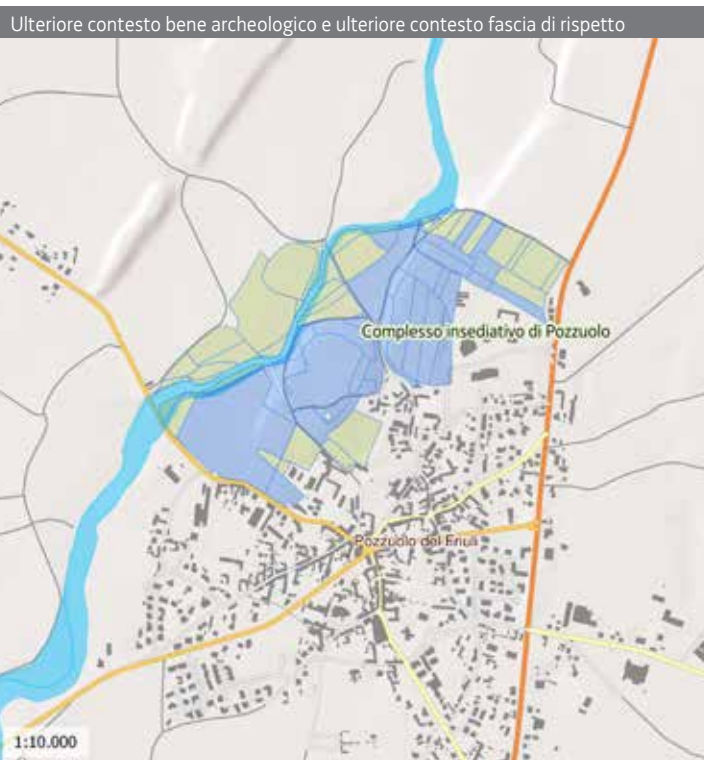 Ulteriore contesto bene archeologico e ulteriore contesto fascia di rispetto
Complesso insediativo di Pozzuolo
Pozzuolo del Friuli
1:10.000